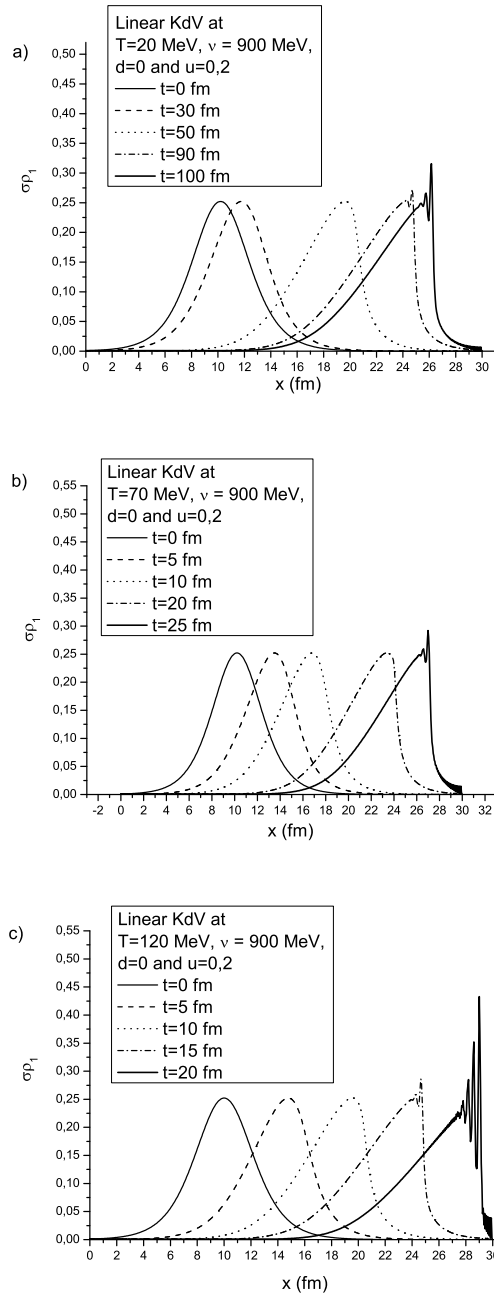 a)
Linear KdV at
T=20 MeV, ν = 900 MeV,
d=0 and u=0,2
t=0 fm
t=30 fm
t=50 fm
t=90 fm
t=100 fm
0,50
0,45
0,40
0,35
0,30
0,25
0,20
0,15
0,10
0,05
0,00
σρ1
0 2 4 6 8 10 12 14 16 18 20 22 24 26 28 30
x (fm)
b)
Linear KdV at
T=70 MeV, ν = 900 MeV,
d=0 and u=0,2
t=0 fm
t=5 fm
t=10 fm
t=20 fm
t=25 fm
0,55
0,50
0,45
0,40
0,35
0,30
0,25
0,20
0,15
0,10
0,05
0,00
σρ1
-2 0 2 4 6 8 10 12 14 16 18 20 22 24 26 28 30 32
x (fm)
c)
Linear KdV at
T=120 MeV, ν = 900 MeV,
d=0 and u=0,2
t=0 fm
t=5 fm
t=10 fm
t=15 fm
t=20 fm
0,55
0,50
0,45
0,40
0,35
0,30
0,25
0,20
0,15
0,10
0,05
0,00
σρ1
0 2 4 6 8 10 12 14 16 18 20 22 24 26 28 30
x (fm)